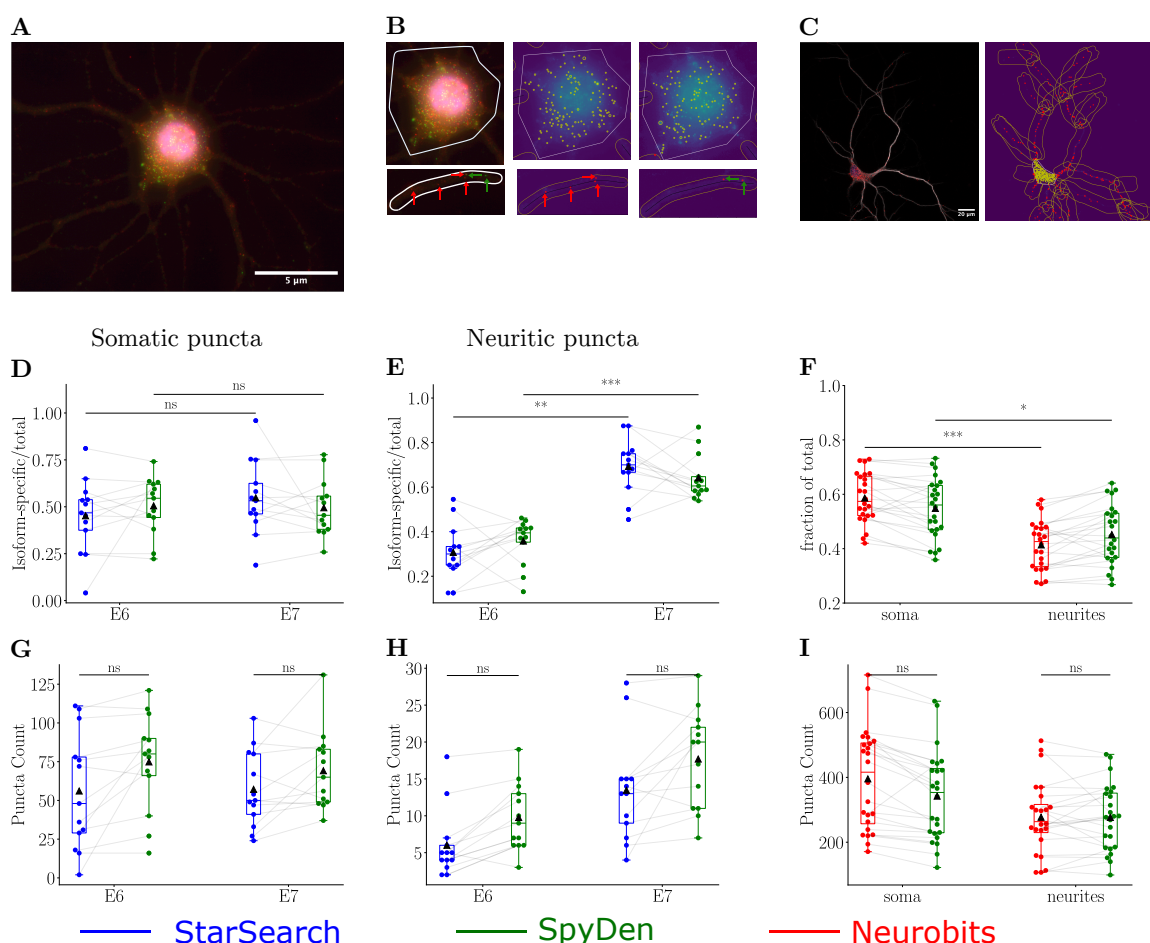 A
B
C
5 µm
20 µm
Somatic puncta
Neuritic puncta
D
E
F
ns
ns
1.00
0.75
0.50
0.25
0.00
Isoform-specific/total
E6
E7
***
**
1.0
0.8
0.6
0.4
0.2
Isoform-specific/total
E6
E7
*
***
1.0
0.8
0.6
0.4
0.2
fraction of total
soma
neurites
G
H
I
ns
ns
125
100
75
50
25
0
Puncta Count
E6
E7
ns
ns
30
25
20
15
10
5
Puncta Count
E6
E7
ns
ns
600
400
200
Puncta Count
soma
neurites
StarSearch
SpyDen
Neurobits